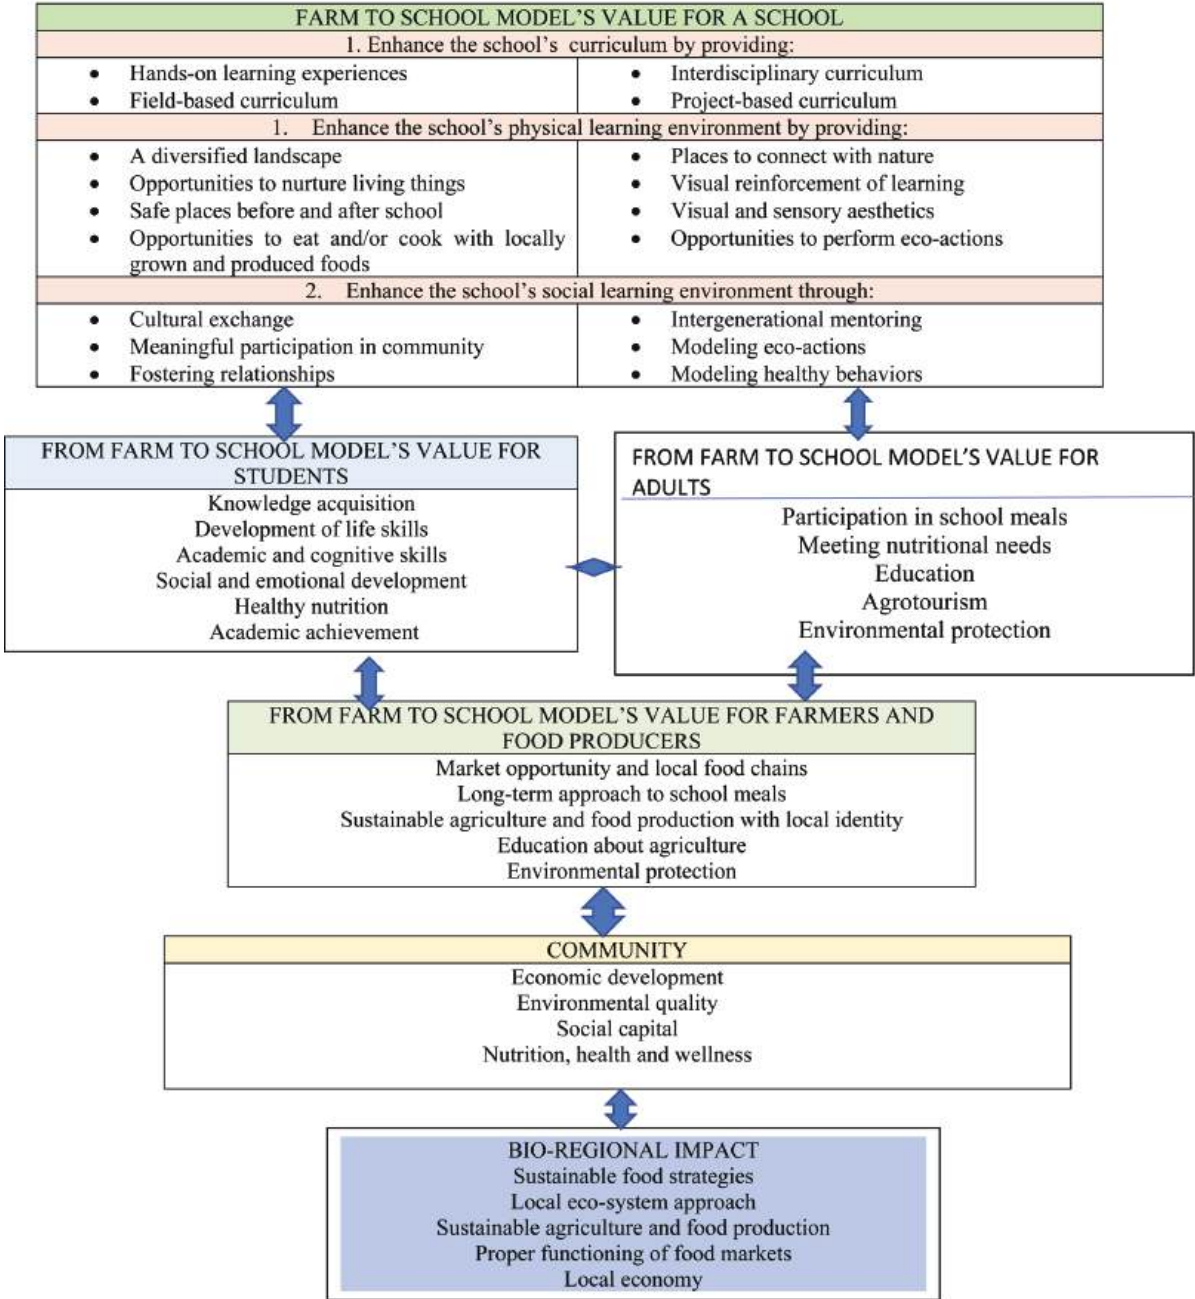 FARM TO SCHOOL MODEL'S VALUE FOR A SCHOOL
1. Enhance the school's curriculum by providing:
• Hands-on learning experiences
• Field-based curriculum
• Interdisciplinary curriculum
• Project-based curriculum
1. Enhance the school's physical learning environment by providing:
• A diversified landscape
• Opportunities to nurture living things
• Safe places before and after school
• Opportunities to eat and/or cook with locally
grown and produced foods
• Places to connect with nature
• Visual reinforcement of learning
• Visual and sensory aesthetics
• Opportunities to perform eco-actions
2. Enhance the school's social learning environment through:
• Cultural exchange
• Meaningful participation in community
• Fostering relationships
• Intergenerational mentoring
• Modeling eco-actions
• Modeling healthy behaviors
FROM FARM TO SCHOOL MODEL'S VALUE FOR
STUDENTS
Knowledge acquisition
Development of life skills
Academic and cognitive skills
Social and emotional development
Healthy nutrition
Academic achievement
FROM FARM TO SCHOOL MODEL'S VALUE FOR
ADULTS
Participation in school meals
Meeting nutritional needs
Education
Agrotourism
Environmental protection
FROM FARM TO SCHOOL MODEL'S VALUE FOR FARMERS AND
FOOD PRODUCERS
Market opportunity and local food chains
Long-term approach to school meals
Sustainable agriculture and food production with local identity
Education about agriculture
Environmental protection
COMMUNITY
Economic development
Environmental quality
Social capital
Nutrition, health and wellness
BIO-REGIONAL IMPACT
Sustainable food strategies
Local eco-system approach
Sustainable agriculture and food production
Proper functioning of food markets
Local economy